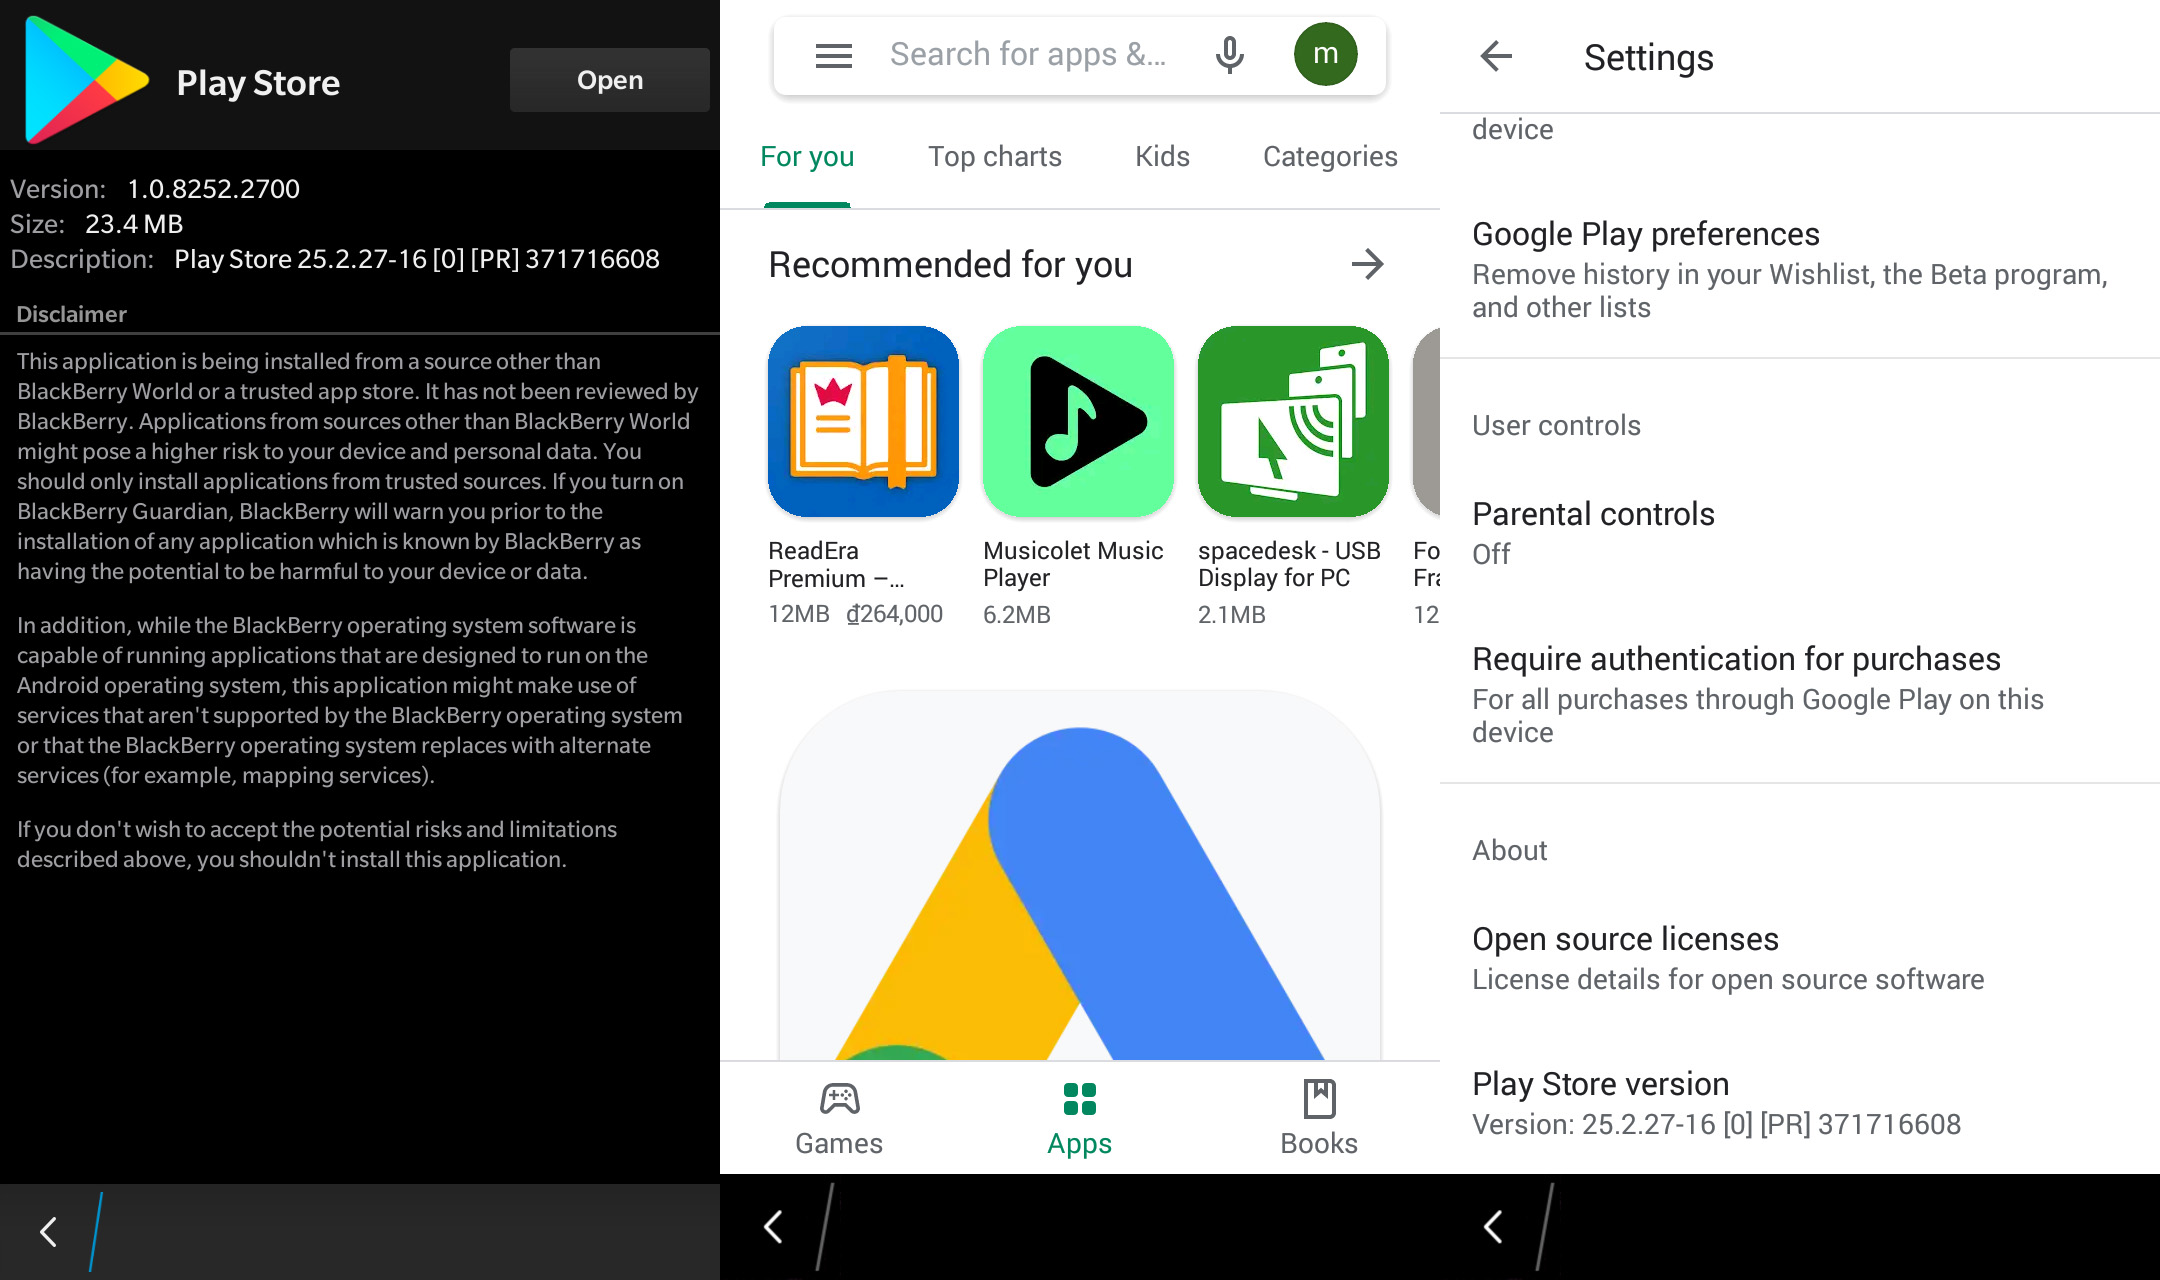 Play Store
Open
Version: 1.0.8252.2700
Size: 23.4 MB
Description: Play Store 25.2.27-16 [0] [PR] 371716608
Disclaimer
This application is being installed from a source other than
BlackBerry World or a trusted app store. It has not been reviewed by
BlackBerry. Applications from sources other than BlackBerry World
might pose a higher risk to your device and personal data. You
should only install applications from trusted sources. If you turn on
BlackBerry Guardian, BlackBerry will warn you prior to the
installation of any application which is known by BlackBerry as
having the potential to be harmful to your device or data.
In addition, while the BlackBerry operating system software is
capable of running applications that are designed to run on the
Android operating system, this application might make use of
services that aren't supported by the BlackBerry operating system
or that the BlackBerry operating system replaces with alternate
services (for example, mapping services).
If you don't wish to accept the potential risks and limitations
described above, you shouldn't install this application.
Search for apps &...
m
For you
Top charts
Kids
Categories
Recommended for you
ReadEra
Premium –...
12MB ₫264,000
Musicolet Music
Player
6.2MB
spacedesk - USB
Display for PC
2.1MB
Fo
Fra
12
Games
Apps
Books
Settings
device
Google Play preferences
Remove history in your Wishlist, the Beta program,
and other lists
User controls
Parental controls
Off
Require authentication for purchases
For all purchases through Google Play on this
device
About
Open source licenses
License details for open source software
Play Store version
Version: 25.2.27-16 [0] [PR] 371716608